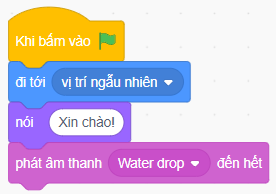 Khi bấm vào
đi tới vị trí ngẫu nhiên
nói Xin chào!
phát âm thanh Water drop đến hết